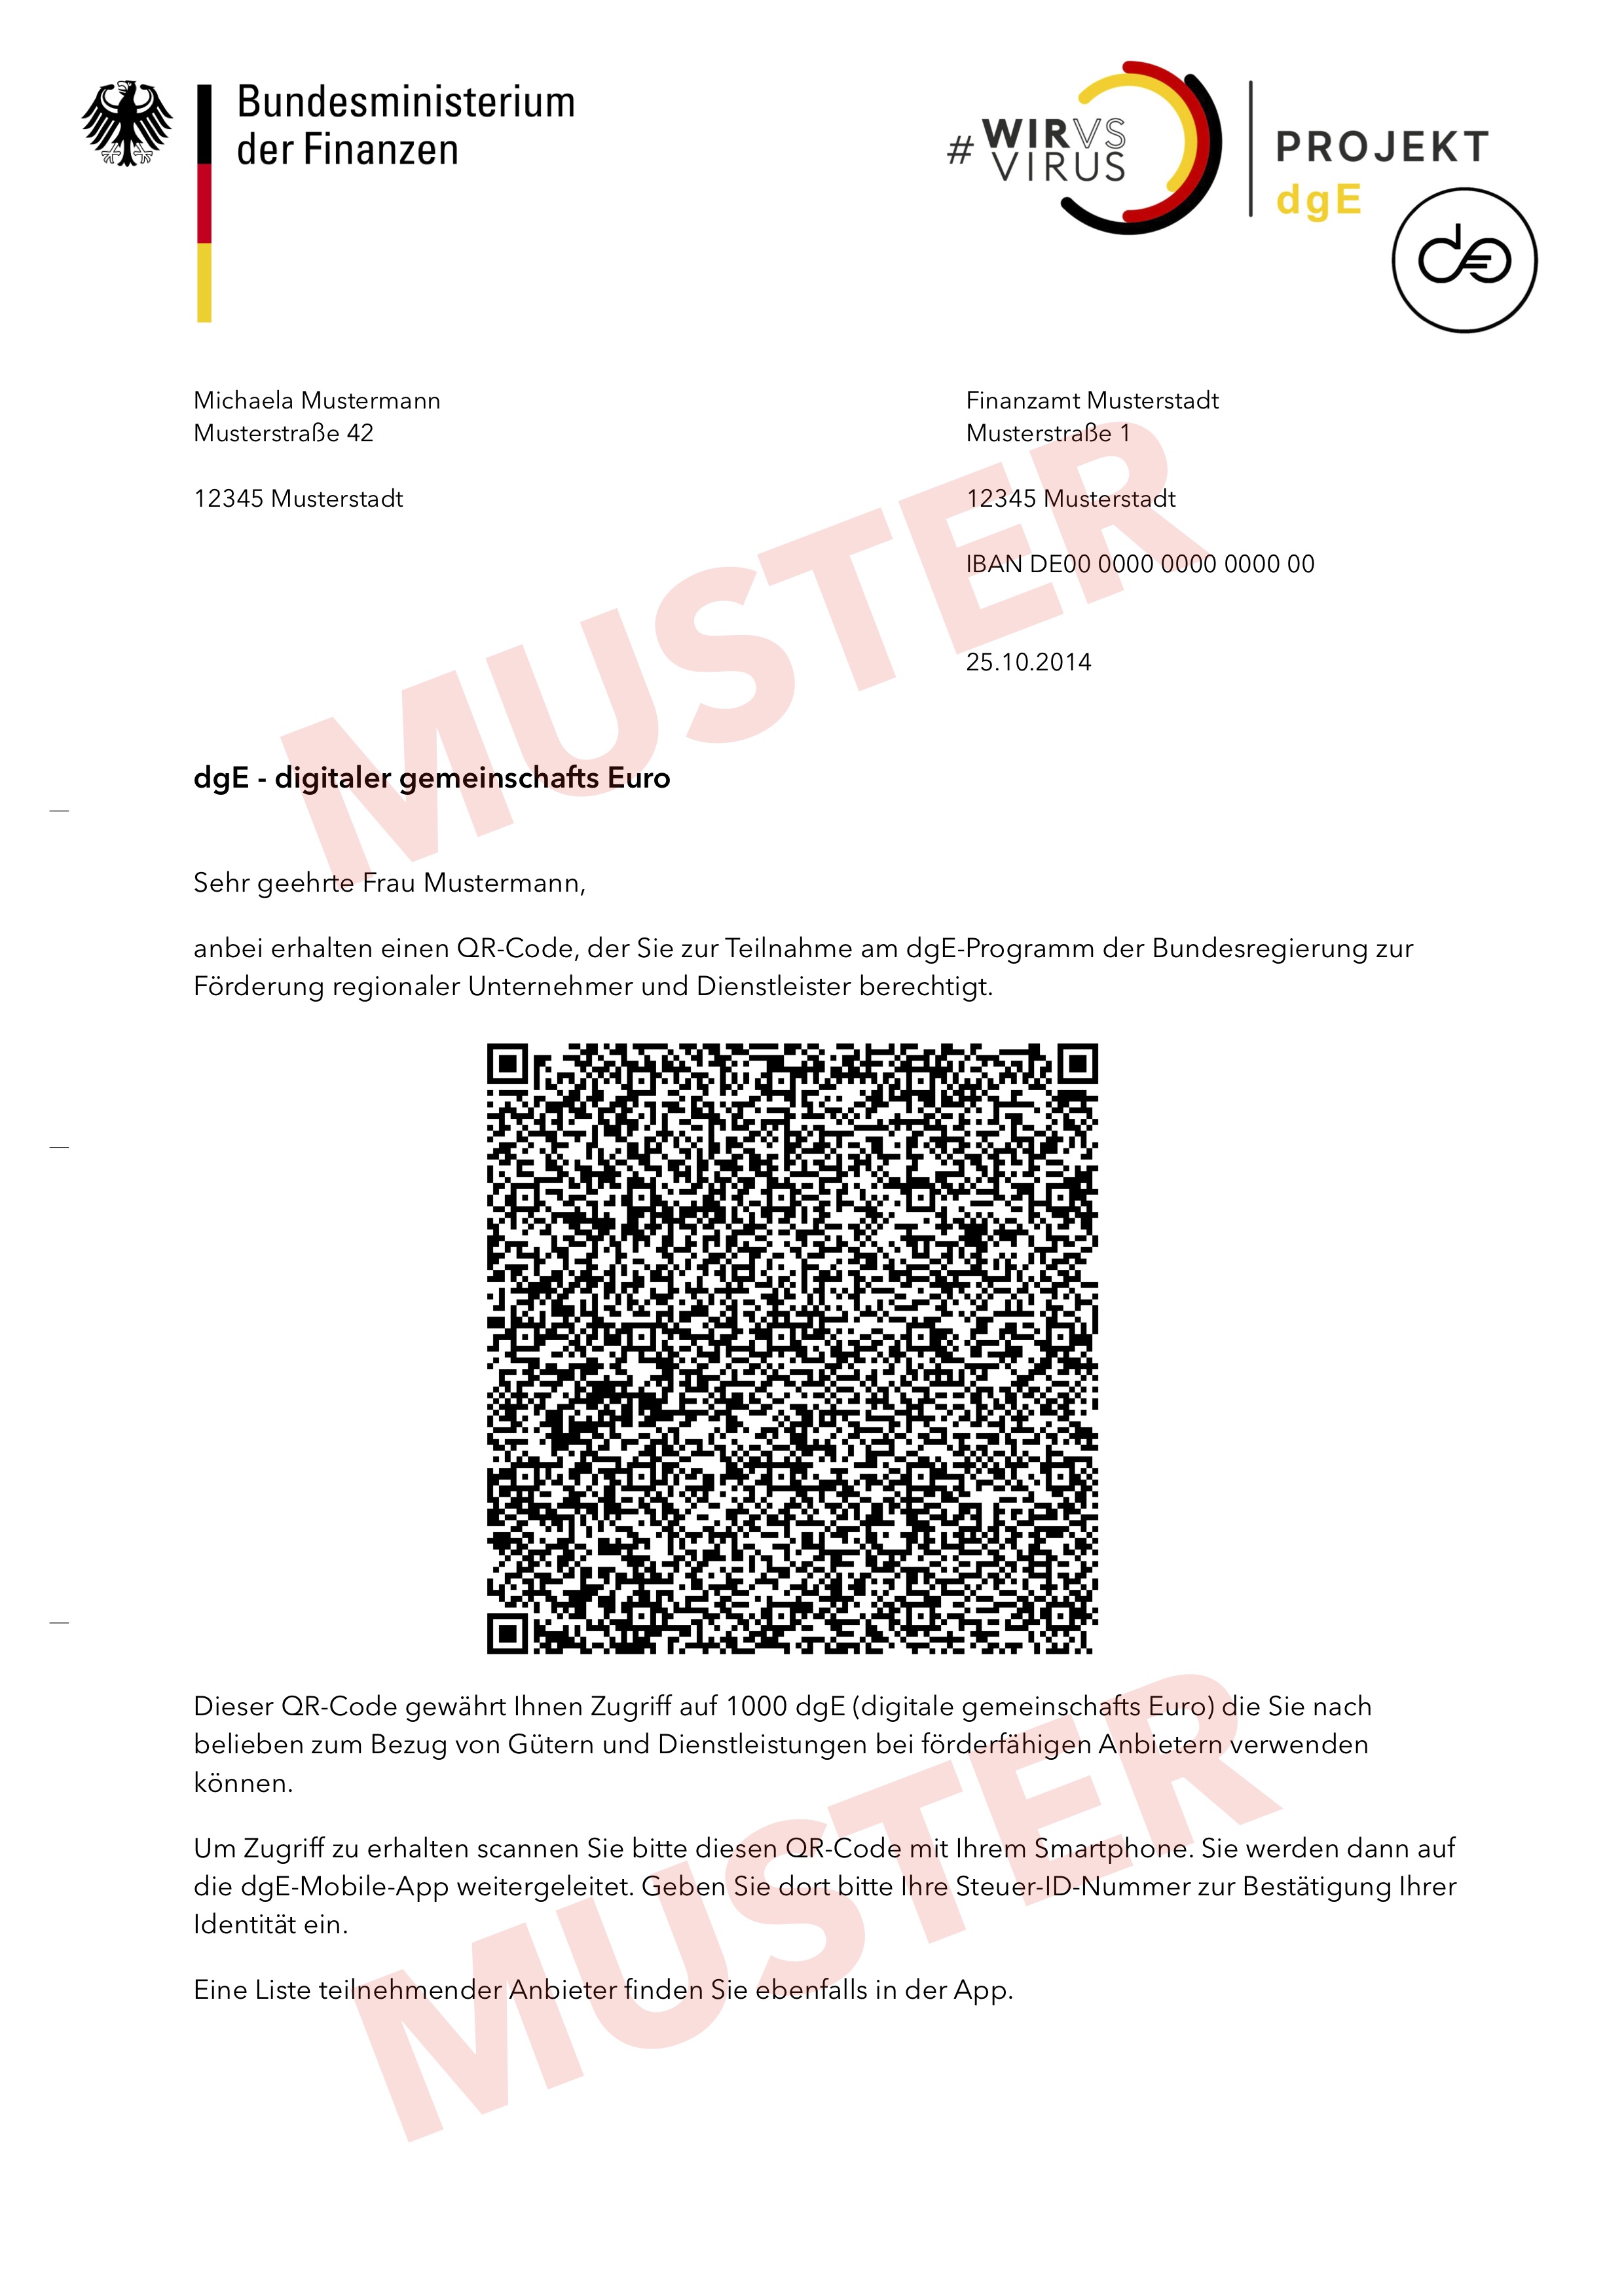 Bundesministerium
der Finanzen
# WIRVS
VIRUS
PROJEKT
dgE
Michaela Mustermann
Musterstraße 42
12345 Musterstadt
Finanzamt Musterstadt
Musterstraße 1
12345 Musterstadt
IBAN DE00 0000 0000 0000 00
25.10.2014
MUSTER
dgE - digitaler gemeinschafts Euro
Sehr geehrte Frau Mustermann,
anbei erhalten einen QR-Code, der Sie zur Teilnahme am dgE-Programm der Bundesregierung zur
Förderung regionaler Unternehmer und Dienstleister berechtigt.
Dieser QR-Code gewährt Ihnen Zugriff auf 1000 dgE (digitale gemeinschafts Euro) die Sie nach
belieben zum Bezug von Gütern und Dienstleistungen bei förderfähigen Anbietern verwenden
können.
Um Zugriff zu erhalten scannen Sie bitte diesen QR-Code mit Ihrem Smartphone. Sie werden dann auf
die dgE-Mobile-App weitergeleitet. Geben Sie dort bitte Ihre Steuer-ID-Nummer zur Bestätigung Ihrer
Identität ein.
Eine Liste teilnehmender Anbieter finden Sie ebenfalls in der App.
MUSTER